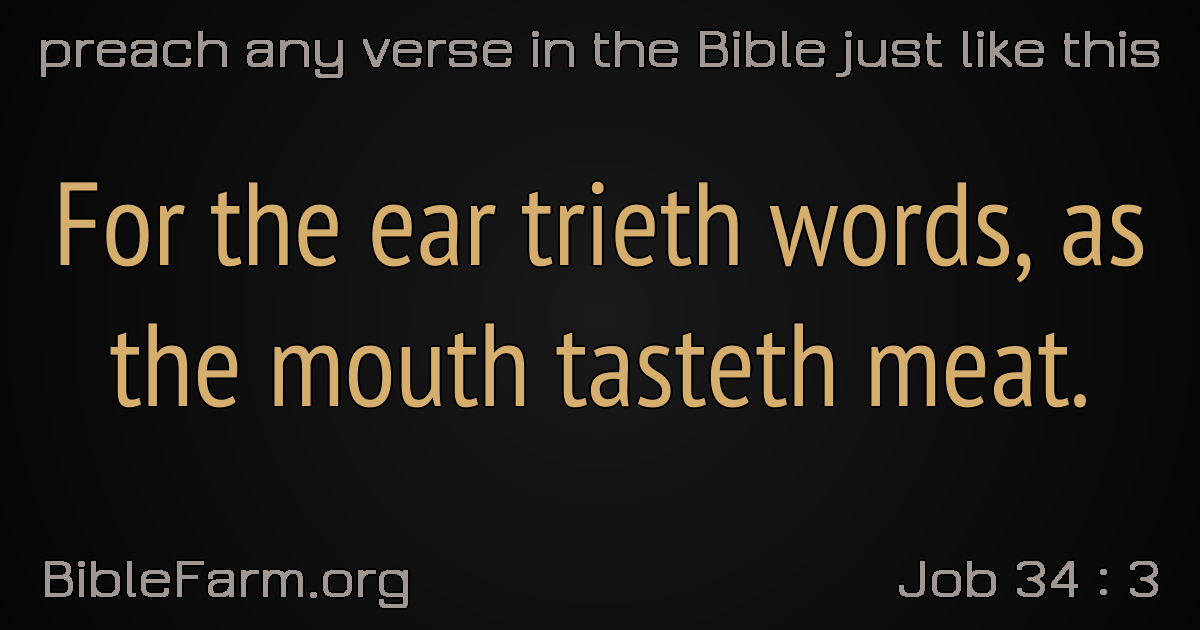 preach any verse in the Bible just like this
For the ear trieth words, as
the mouth tasteth meat.
BibleFarm.org
Job 34 : 3